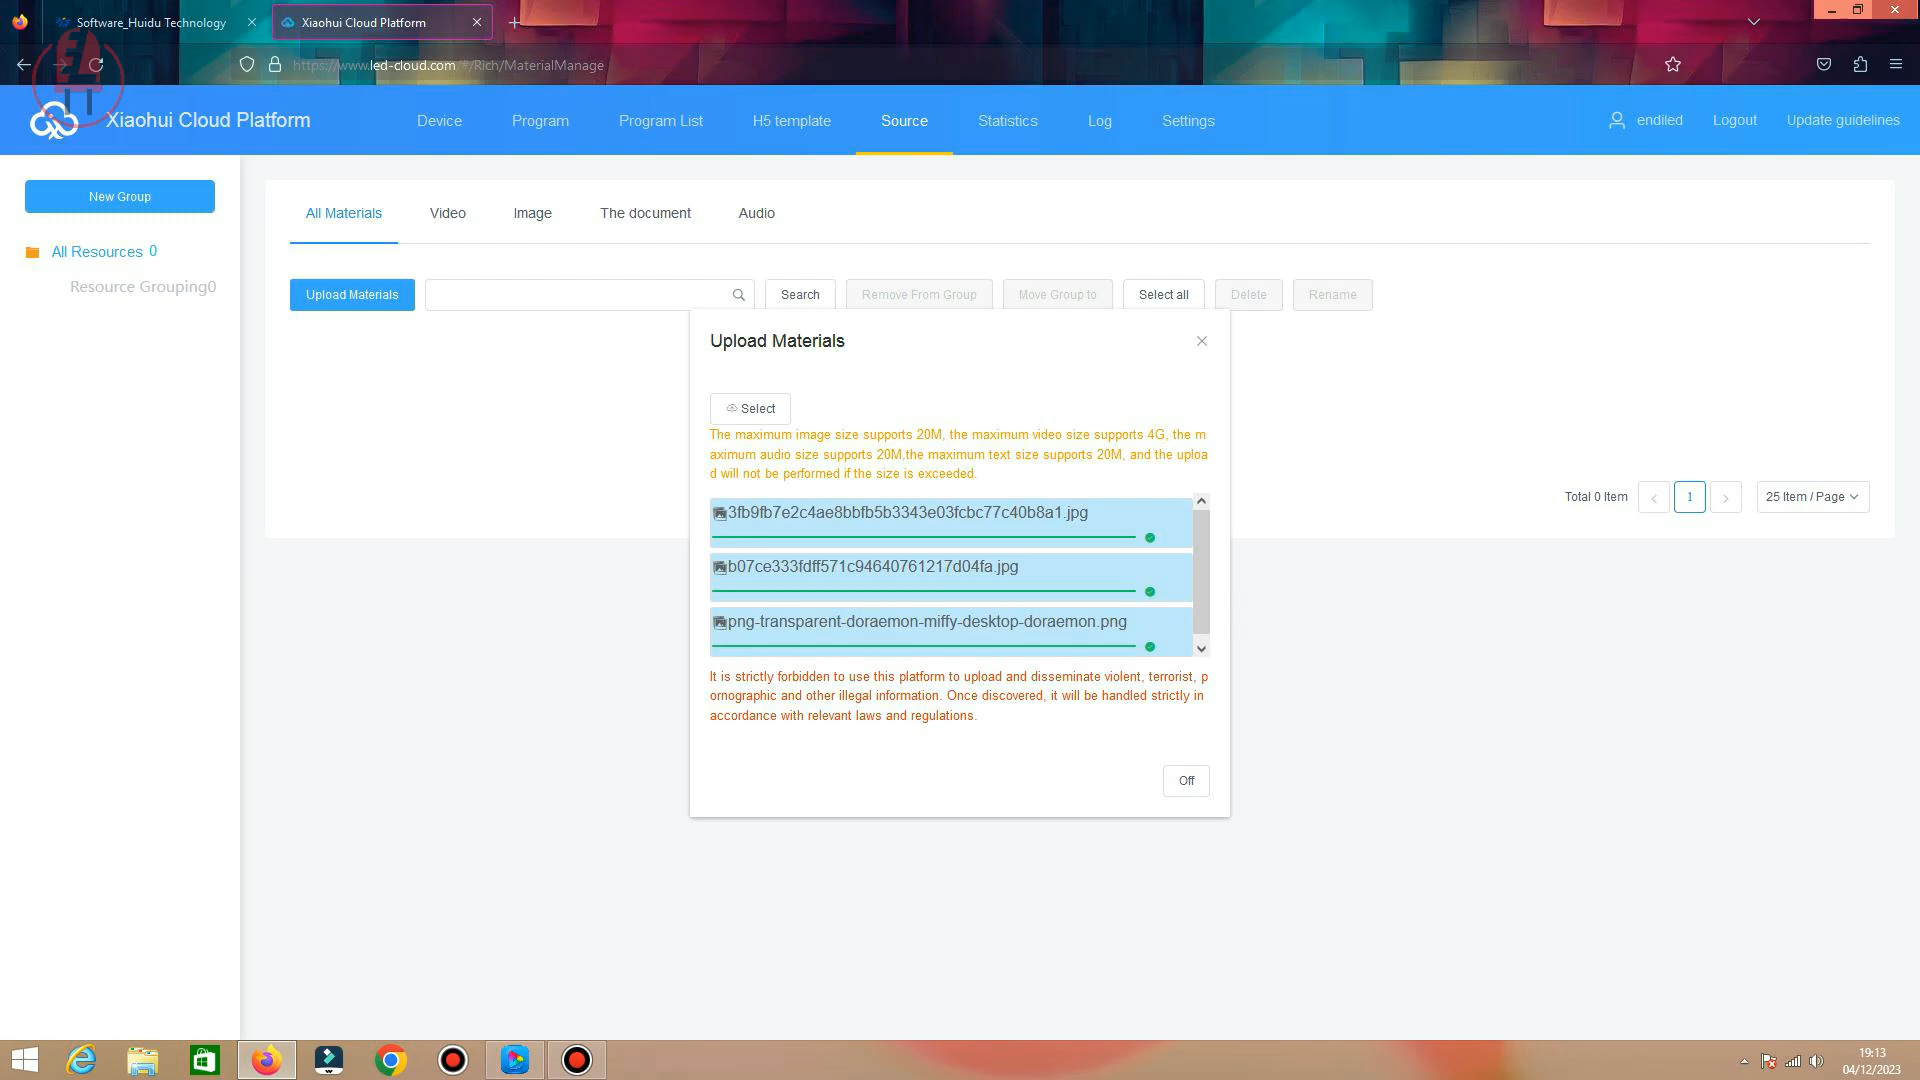 Software_Huidu Technology
Xiaohui Cloud Platform
https://www.led-cloud.com/#/Rich/MaterialManage
Xiaohui Cloud Platform
Device
Program
Program List
H5 template
Source
Statistics
Log
Settings
endiled
Logout
Update guidelines
New Group
All Resources 0
Resource Grouping0
All Materials
Video
Image
The document
Audio
Upload Materials
Search
Remove From Group
Move Group to
Select all
Delete
Rename
Upload Materials
Select
The maximum image size supports 20M, the maximum video size supports 4G, the m
aximum audio size supports 20M,the maximum text size supports 20M, and the uploa
d will not be performed if the size is exceeded.
3fb9fb7e2c4ae8bbfb5b3343e03fcbc77c40b8a1.jpg
b07ce333fdff571c94640761217d04fa.jpg
png-transparent-doraemon-miffy-desktop-doraemon.png
It is strictly forbidden to use this platform to upload and disseminate violent, terrorist, p
ornographic and other illegal information. Once discovered, it will be handled strictly in
accordance with relevant laws and regulations.
Off
Total 0 Item
1
25 Item / Page
19:13
04/12/2023